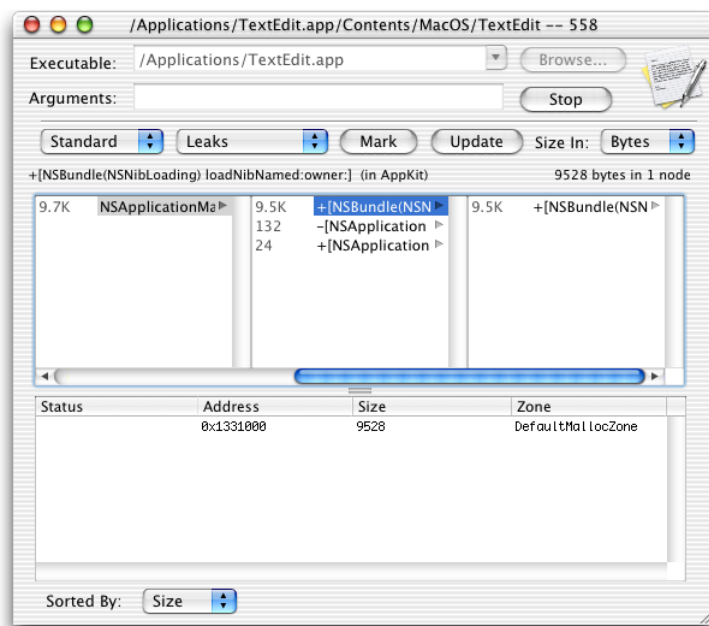 /Applications/TextEdit.app/Contents/MacOS/TextEdit -- 558
Executable: /Applications/TextEdit.app Browse...
Arguments: Stop
Standard Leaks Mark Update Size In: Bytes
+[NSBundle(NSNibLoading) loadNibNamed:owner:] (in AppKit) 9528 bytes in 1 node
9.7K NSApplicationMa 9.5K +[NSBundle(NSN 9.5K +[NSBundle(NSN
132 -[NSApplication
24 +[NSApplication
Status Address Size Zone
0x1331000 9528 DefaultMallocZone
Sorted By: Size